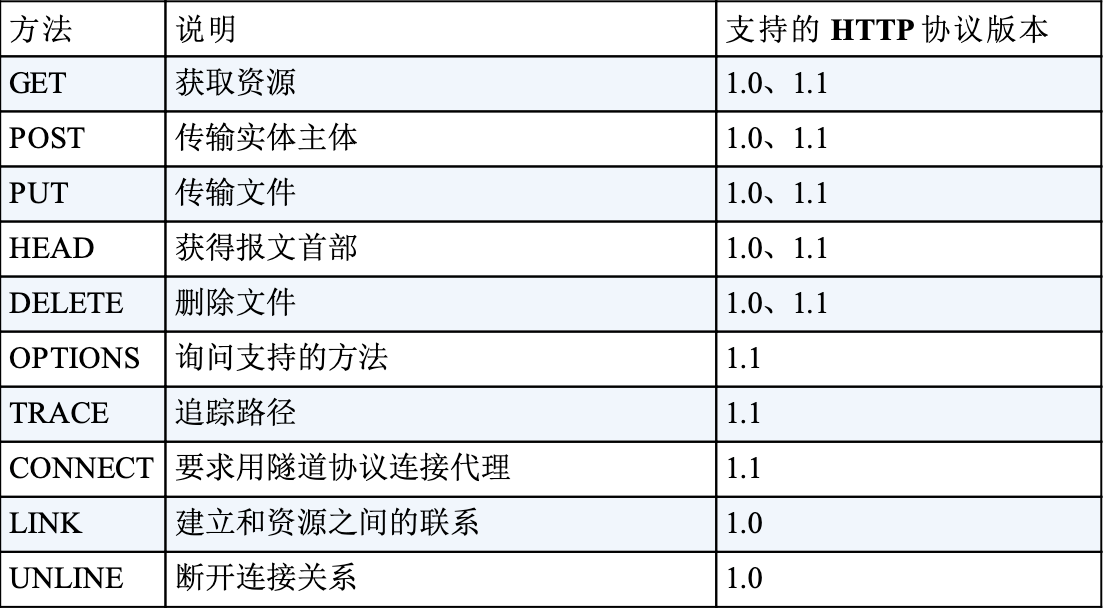 方法 说明 支持的 HTTP 协议版本
GET 获取资源 1.0、1.1
POST 传输实体主体 1.0、1.1
PUT 传输文件 1.0、1.1
HEAD 获得报文首部 1.0、1.1
DELETE 删除文件 1.0、1.1
OPTIONS 询问支持的方法 1.1
TRACE 追踪路径 1.1
CONNECT 要求用隧道协议连接代理 1.1
LINK 建立和资源之间的联系 1.0
UNLINE 断开连接关系 1.0